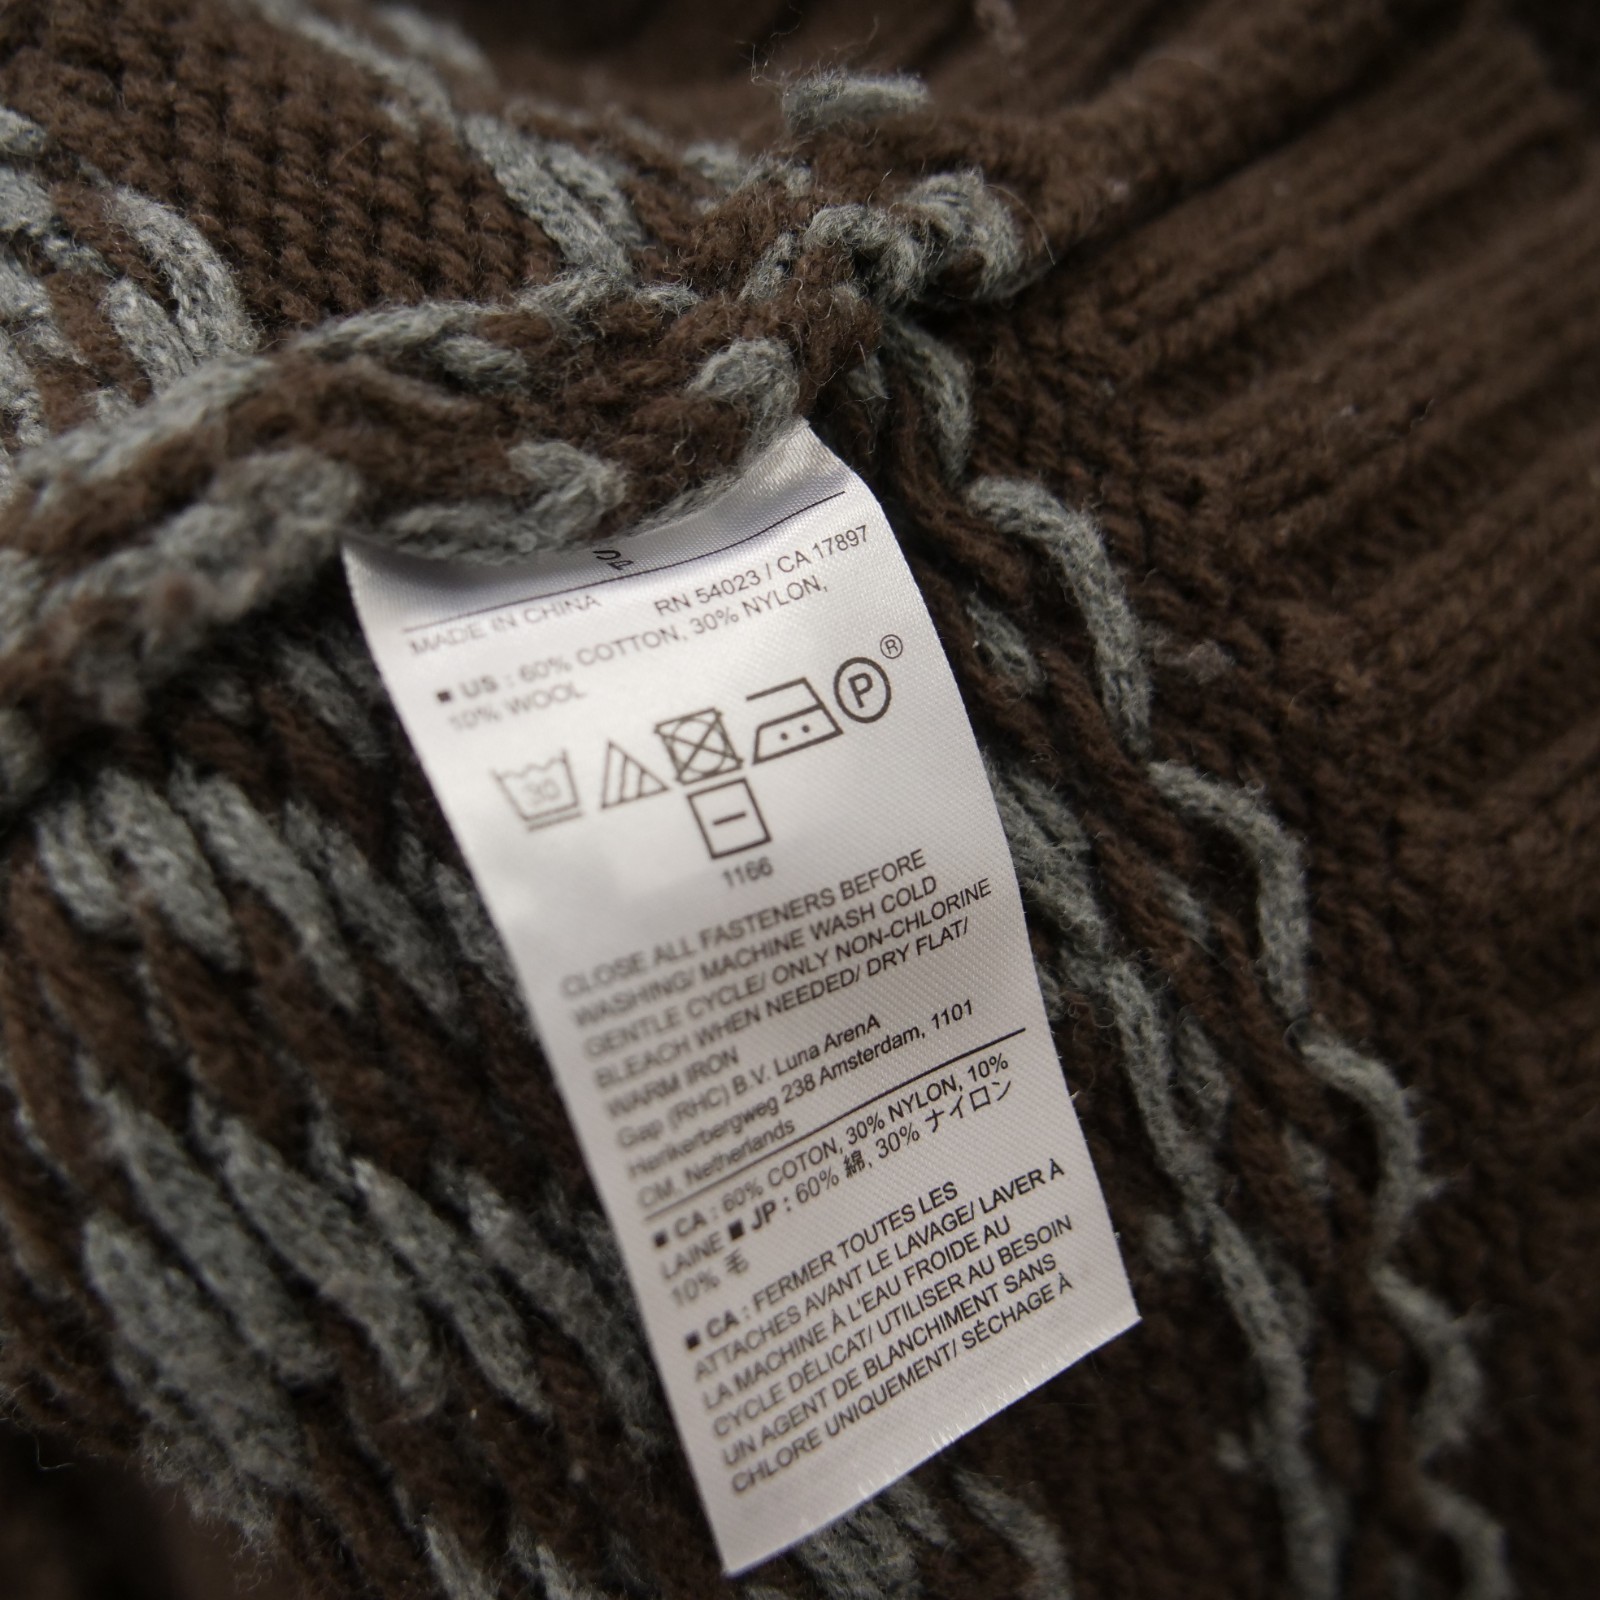 MADE IN CHINA RN 54023 / CA 17897
■ US : 60% COTTON, 30% NYLON,
10% WOOL
30 P®
1166
CLOSE ALL FASTENERS BEFORE
WASHING/ MACHINE WASH COLD
GENTLE CYCLE/ ONLY NON-CHLORINE
BLEACH WHEN NEEDED/ DRY FLAT/
WARM IRON
Gap (RHC) B.V. Luna ArenA
Herikerbergweg 238 Amsterdam, 1101
CM, Netherlands
■ CA : 60% COTON, 30% NYLON, 10%
LAINE ■ JP : 60% 綿, 30% ナイロン
10% 毛
■ CA : FERMER TOUTES LES
ATTACHES AVANT LE LAVAGE/ LAVER À
LA MACHINE À L'EAU FROIDE AU
CYCLE DÉLICAT/ UTILISER AU BESOIN
UN AGENT DE BLANCHIMENT SANS
CHLORE UNIQUEMENT/ SÉCHAGE À